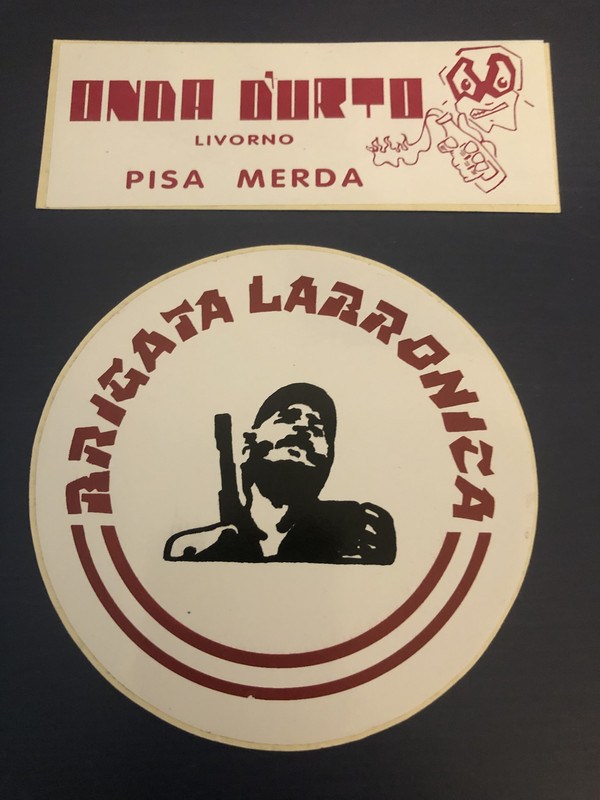 ONDA D'URTO
LIVORNO
PISA MERDA
BRIGATA LABRONICA